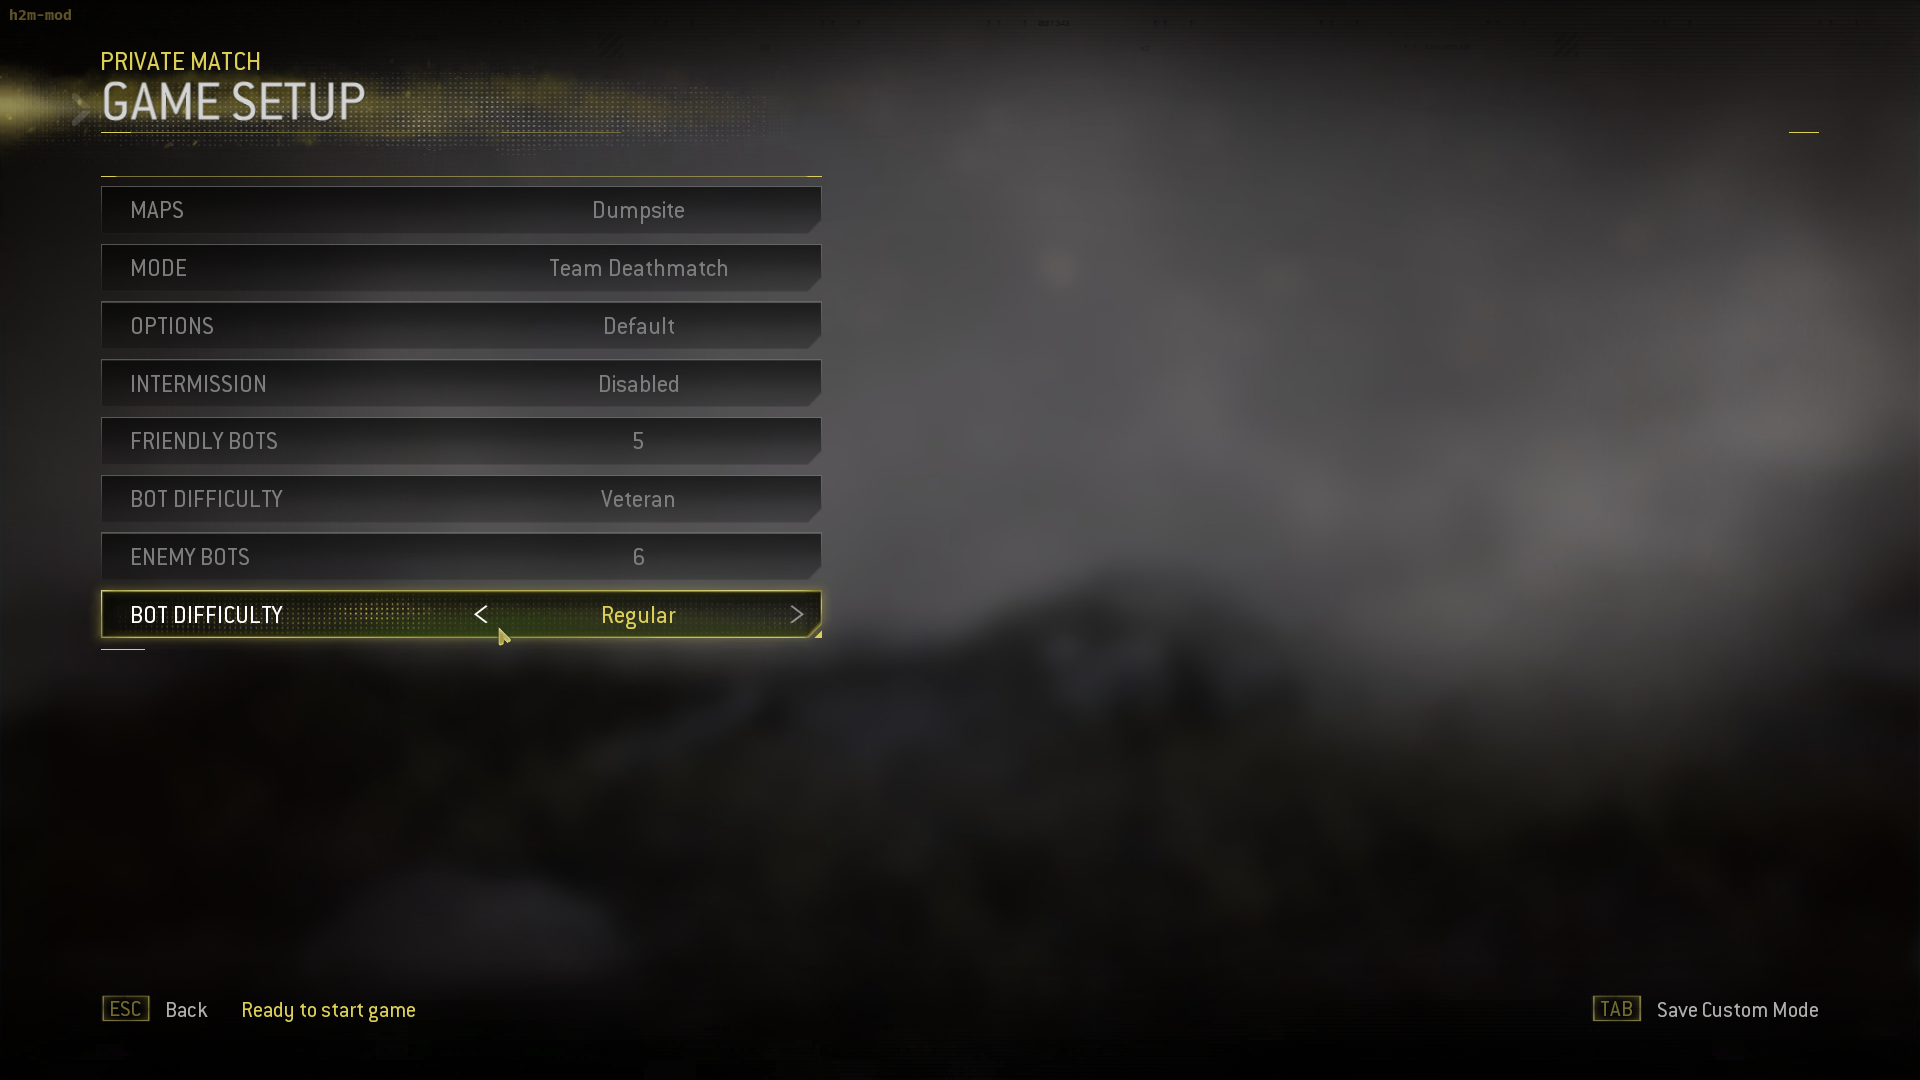 h2m-mod
PRIVATE MATCH
GAME SETUP
MAPS Dumpsite
MODE Team Deathmatch
OPTIONS Default
INTERMISSION Disabled
FRIENDLY BOTS 5
BOT DIFFICULTY Veteran
ENEMY BOTS 6
BOT DIFFICULTY < Regular >
ESC Back Ready to start game TAB Save Custom Mode